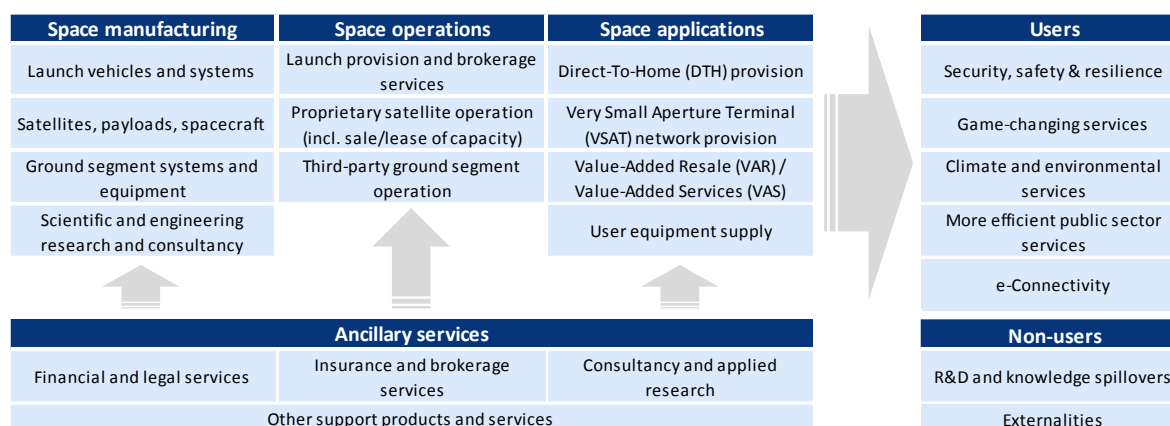 Space manufacturing
Launch vehicles and systems
Satellites, payloads, spacecraft
Ground segment systems and
equipment
Scientific and engineering
research and consultancy
Space operations
Launch provision and brokerage
services
Proprietary satellite operation
(incl. sale/lease of capacity)
Third-party ground segment
operation
Space applications
Direct-To-Home (DTH) provision
Very Small Aperture Terminal
(VSAT) network provision
Value-Added Resale (VAR) /
Value-Added Services (VAS)
User equipment supply
Ancillary services
Financial and legal services
Insurance and brokerage
services
Consultancy and applied
research
Other support products and services
Users
Security, safety & resilience
Game-changing services
Climate and environmental
services
More efficient public sector
services
e-Connectivity
Non-users
R&D and knowledge spillovers
Externalities